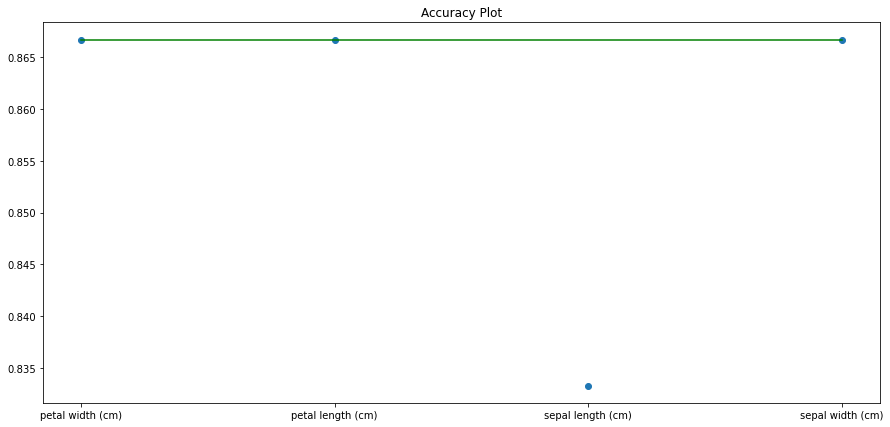 Accuracy Plot
0.865
0.860
0.855
0.850
0.845
0.840
0.835
petal width (cm)
petal length (cm)
sepal length (cm)
sepal width (cm)